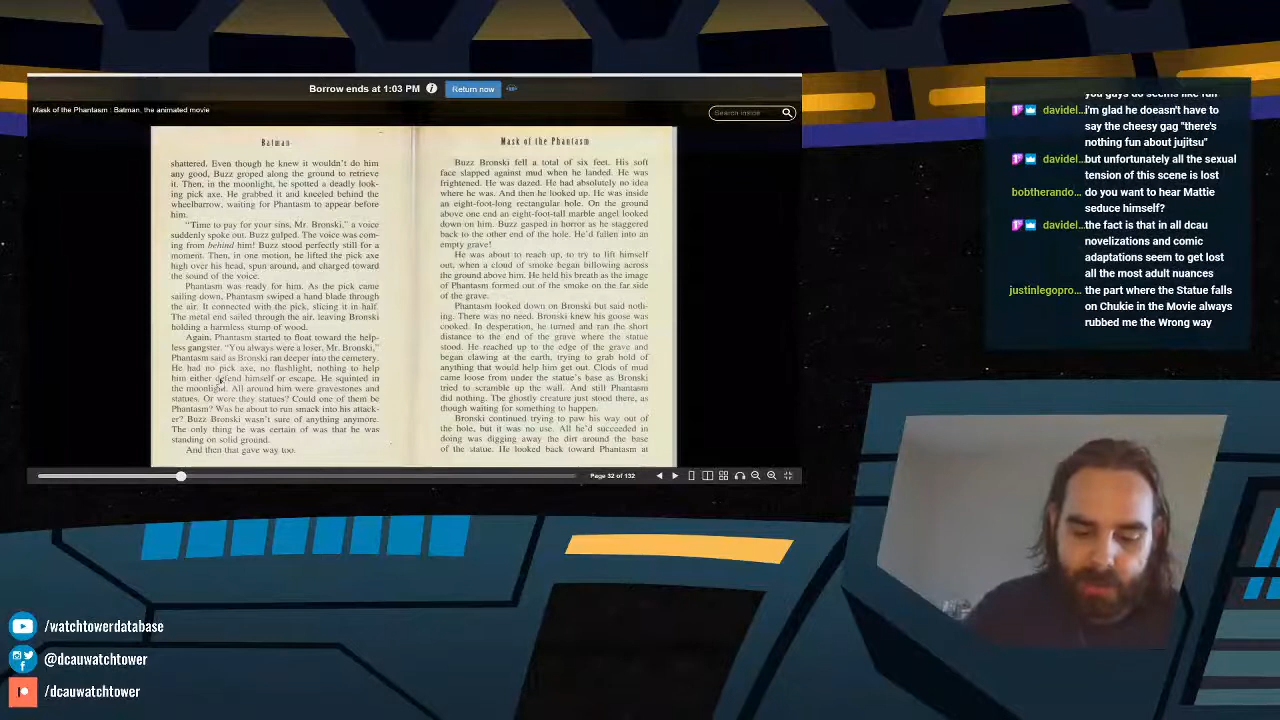 Borrow ends at 1:03 PM
Return now
Mask of the Phantasm : Batman, the animated movie
Search inside
Batman
shattered. Even though he knew it wouldn't do him
any good, Buzz groped along the ground to retrieve
it. Then, in the moonlight, he spotted a deadly look-
ing pick axe. He grabbed it and kneeled behind the
wheelbarrow, waiting for Phantasm to appear before
him.
"Time to pay for your sins, Mr. Bronski," a voice
suddenly spoke out. Buzz gulped. The voice was com-
ing from behind him! Buzz stood perfectly still for a
moment. Then, in one motion, he lifted the pick axe
high over his head, spun around, and charged toward
the sound of the voice.
Phantasm was ready for him. As the pick came
sailing down, Phantasm swiped a hand blade through
the air. It connected with the pick, slicing it in half.
The metal end sailed through the air, leaving Bronski
holding a harmless stump of wood.
Again, Phantasm started to float toward the help-
less gangster. "You always were a loser, Mr. Bronski,"
Phantasm said as Bronski ran deeper into the cemetery.
He had no pick axe, no flashlight, nothing to help
him either defend himself or escape. He squinted in
the moonlight. All around him were gravestones and
statues. Or were they statues? Could one of them be
Phantasm? Was he about to run smack into his attack-
er? Buzz Bronski wasn't sure of anything anymore.
The only thing he was certain of was that he was
standing on solid ground.
And then that gave way too.
Mask of the Phantasm
Buzz Bronski fell a total of six feet. His soft
face slapped against mud when he landed. He was
frightened. He was dazed. He had absolutely no idea
where he was. And then he looked up. He was inside
an eight-foot-long rectangular hole. On the ground
above one end an eight-foot-tall marble angel looked
down on him. Buzz gasped in horror as he staggered
back to the other end of the hole. He'd fallen into an
empty grave!
He was about to reach up, to try to lift himself
out, when a cloud of smoke began billowing across
the ground above him. He held his breath as the image
of Phantasm formed out of the smoke on the far side
of the grave.
Phantasm looked down on Bronski but said noth-
ing. There was no need. Bronski knew his goose was
cooked. In desperation, he turned and ran the short
distance to the end of the grave where the statue
stood. He reached up to the edge of the grave and
began clawing at the earth, trying to grab hold of
anything that would help him get out. Clods of mud
came loose from under the statue's base as Bronski
tried to scramble up the wall. And still Phantasm
did nothing. The ghostly creature just stood there, as
though waiting for something to happen.
Bronski continued trying to paw his way out of
the hole, but it was no use. All he'd succeeded in
doing was digging away the dirt around the base
of the statue. He looked back toward Phantasm at
Page 32 of 132
you guys do seems like fun
davidel... i'm glad he doeasn't have to
say the cheesy gag "there's
nothing fun about jujitsu"
davidel... but unfortunately all the sexual
tension of this scene is lost
bobtherando... do you want to hear Mattie
seduce himself?
davidel... the fact is that in all dcau
novelizations and comic
adaptations seem to get lost
all the most adult nuances
justinlegopro... the part where the Statue falls
on Chukie in the Movie always
rubbed me the Wrong way
/watchtowerdatabase
@dcauwatchtower
/dcauwatchtower